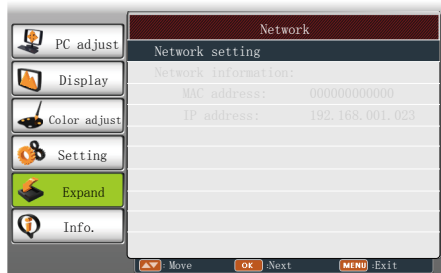 Network
PC adjust
Network setting
Display
Network information:
MAC address: 000000000000
Color adjust
IP address: 192.168.001.023
Setting
Expand
Info.
: Move OK :Next MENU :Exit